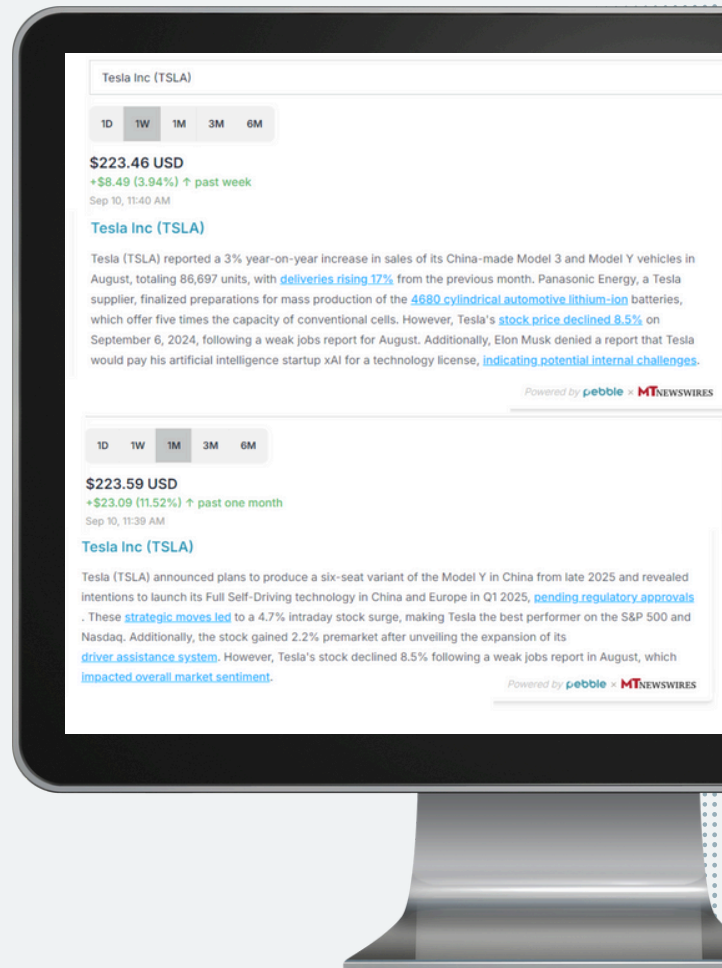 Tesla Inc (TSLA)
1D 1W 1M 3M 6M
$223.46 USD
+$8.49 (3.94%) ↑ past week
Sep 10, 11:40 AM
Tesla Inc (TSLA)
Tesla (TSLA) reported a 3% year-on-year increase in sales of its China-made Model 3 and Model Y vehicles in
August, totaling 86,697 units, with deliveries rising 17% from the previous month. Panasonic Energy, a Tesla
supplier, finalized preparations for mass production of the 4680 cylindrical automotive lithium-ion batteries,
which offer five times the capacity of conventional cells. However, Tesla's stock price declined 8.5% on
September 6, 2024, following a weak jobs report for August. Additionally, Elon Musk denied a report that Tesla
would pay his artificial intelligence startup xAI for a technology license, indicating potential internal challenges.
Powered by pebble × MTNEWSWIRES
1D 1W 1M 3M 6M
$223.59 USD
+$23.09 (11.52%) ↑ past one month
Sep 10, 11:39 AM
Tesla Inc (TSLA)
Tesla (TSLA) announced plans to produce a six-seat variant of the Model Y in China from late 2025 and revealed
intentions to launch its Full Self-Driving technology in China and Europe in Q1 2025, pending regulatory approvals
. These strategic moves led to a 4.7% intraday stock surge, making Tesla the best performer on the S&P 500 and
Nasdaq. Additionally, the stock gained 2.2% premarket after unveiling the expansion of its
driver assistance system. However, Tesla's stock declined 8.5% following a weak jobs report in August, which
impacted overall market sentiment.
Powered by pebble × MTNEWSWIRES